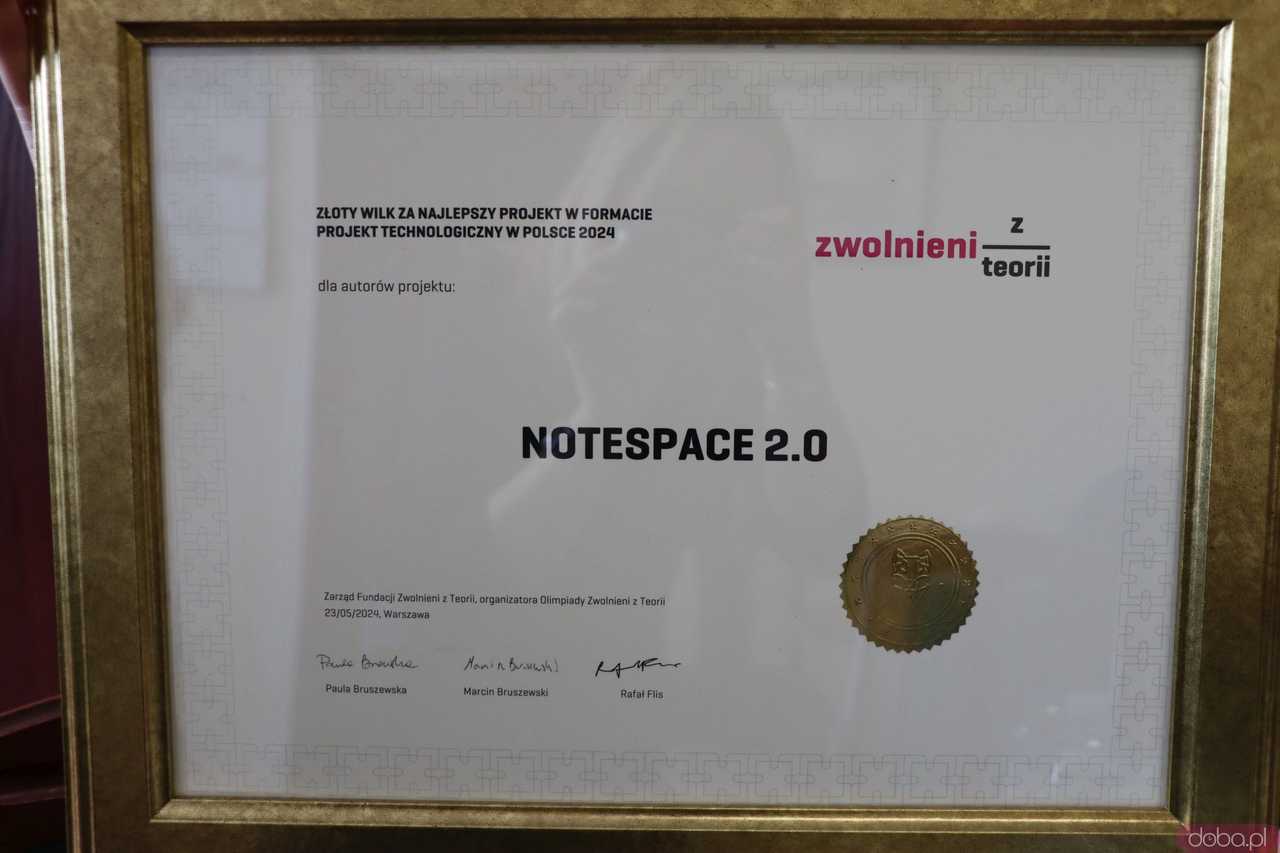 ZŁOTY WILK ZA NAJLEPSZY PROJEKT W FORMACIE
PROJEKT TECHNOLOGICZNY W POLSCE 2024
zwolnieni z teorii
dla autorów projektu:
NOTESPACE 2.0
Zarząd Fundacji Zwolnieni z Teorii, organizatora Olimpiady Zwolnieni z Teorii
23/05/2024, Warszawa
Paula Bruszewska
Marcin Bruszewski
Rafał Flis
doba.pl